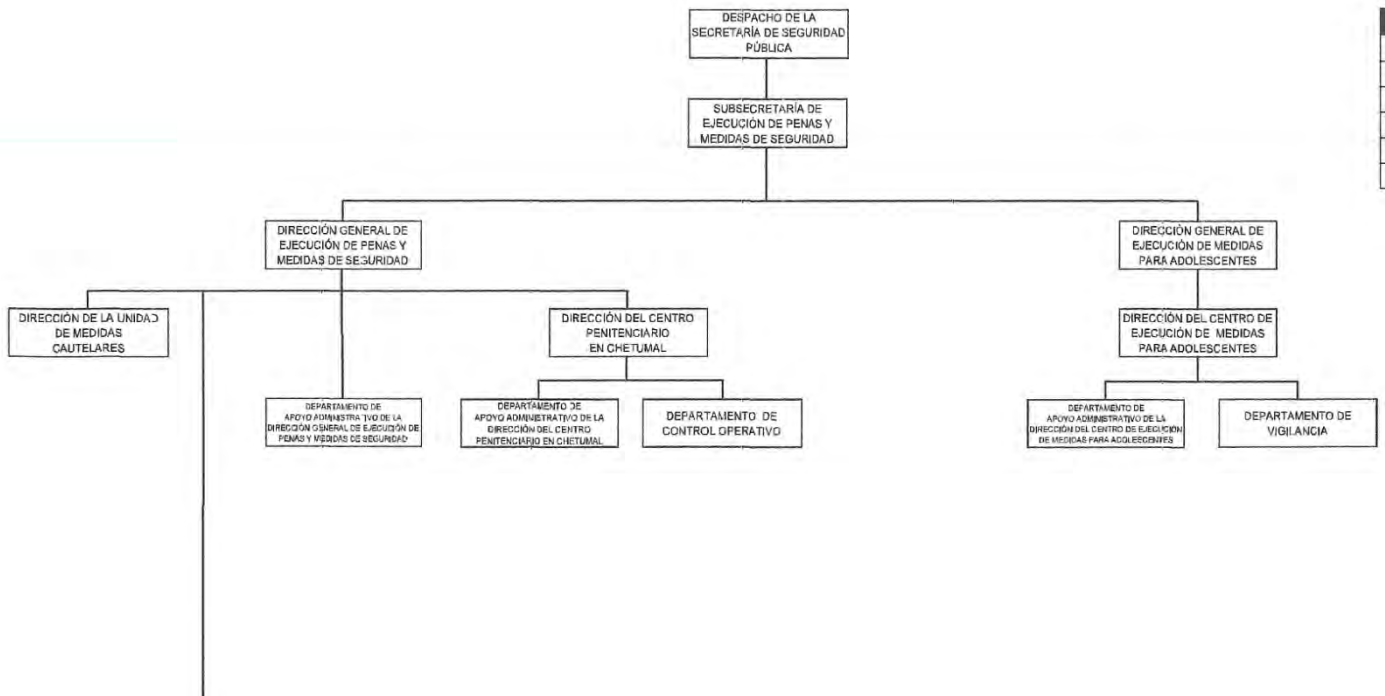 DESPACHO DE LA
SECRETARÍA DE SEGURIDAD
PÚBLICA
SUBSECRETARÍA DE
EJECUCIÓN DE PENAS Y
MEDIDAS DE SEGURIDAD
DIRECCIÓN GENERAL DE
EJECUCIÓN DE PENAS Y
MEDIDAS DE SEGURIDAD
DIRECCIÓN GENERAL DE
EJECUCIÓN DE MEDIDAS
PARA ADOLESCENTES
DIRECCIÓN DE LA UNIDAD
DE MEDIDAS
CAUTELARES
DIRECCIÓN DEL CENTRO
PENITENCIARIO
EN CHETUMAL
DIRECCIÓN DEL CENTRO DE
EJECUCIÓN DE MEDIDAS
PARA ADOLESCENTES
DEPARTAMENTO DE
APOYO ADMINISTRATIVO DE LA
DIRECCIÓN GENERAL DE EJECUCIÓN DE
PENAS Y MEDIDAS DE SEGURIDAD
DEPARTAMENTO DE
APOYO ADMINISTRATIVO DE LA
DIRECCIÓN DEL CENTRO
PENITENCIARIO EN CHETUMAL
DEPARTAMENTO DE
CONTROL OPERATIVO
DEPARTAMENTO DE
APOYO ADMINISTRATIVO DE LA
DIRECCIÓN DEL CENTRO DE EJECUCIÓN
DE MEDIDAS PARA ADOLESCENTES
DEPARTAMENTO DE
VIGILANCIA